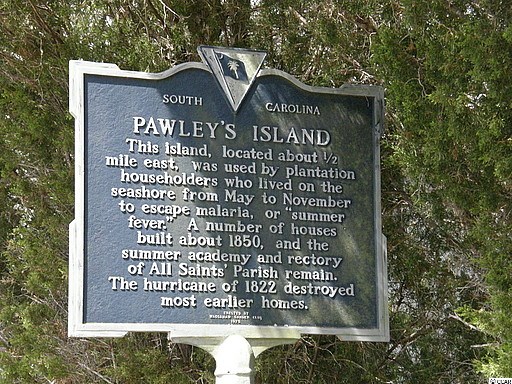 SOUTH CAROLINA
PAWLEY'S ISLAND
This island, located about ½
mile east, was used by plantation
householders who lived on the
seashore from May to November
to escape malaria, or "summer
fever." A number of houses
built about 1850, and the
summer academy and rectory
of All Saints' Parish remain.
The hurricane of 1822 destroyed
most earlier homes.
ERECTED BY